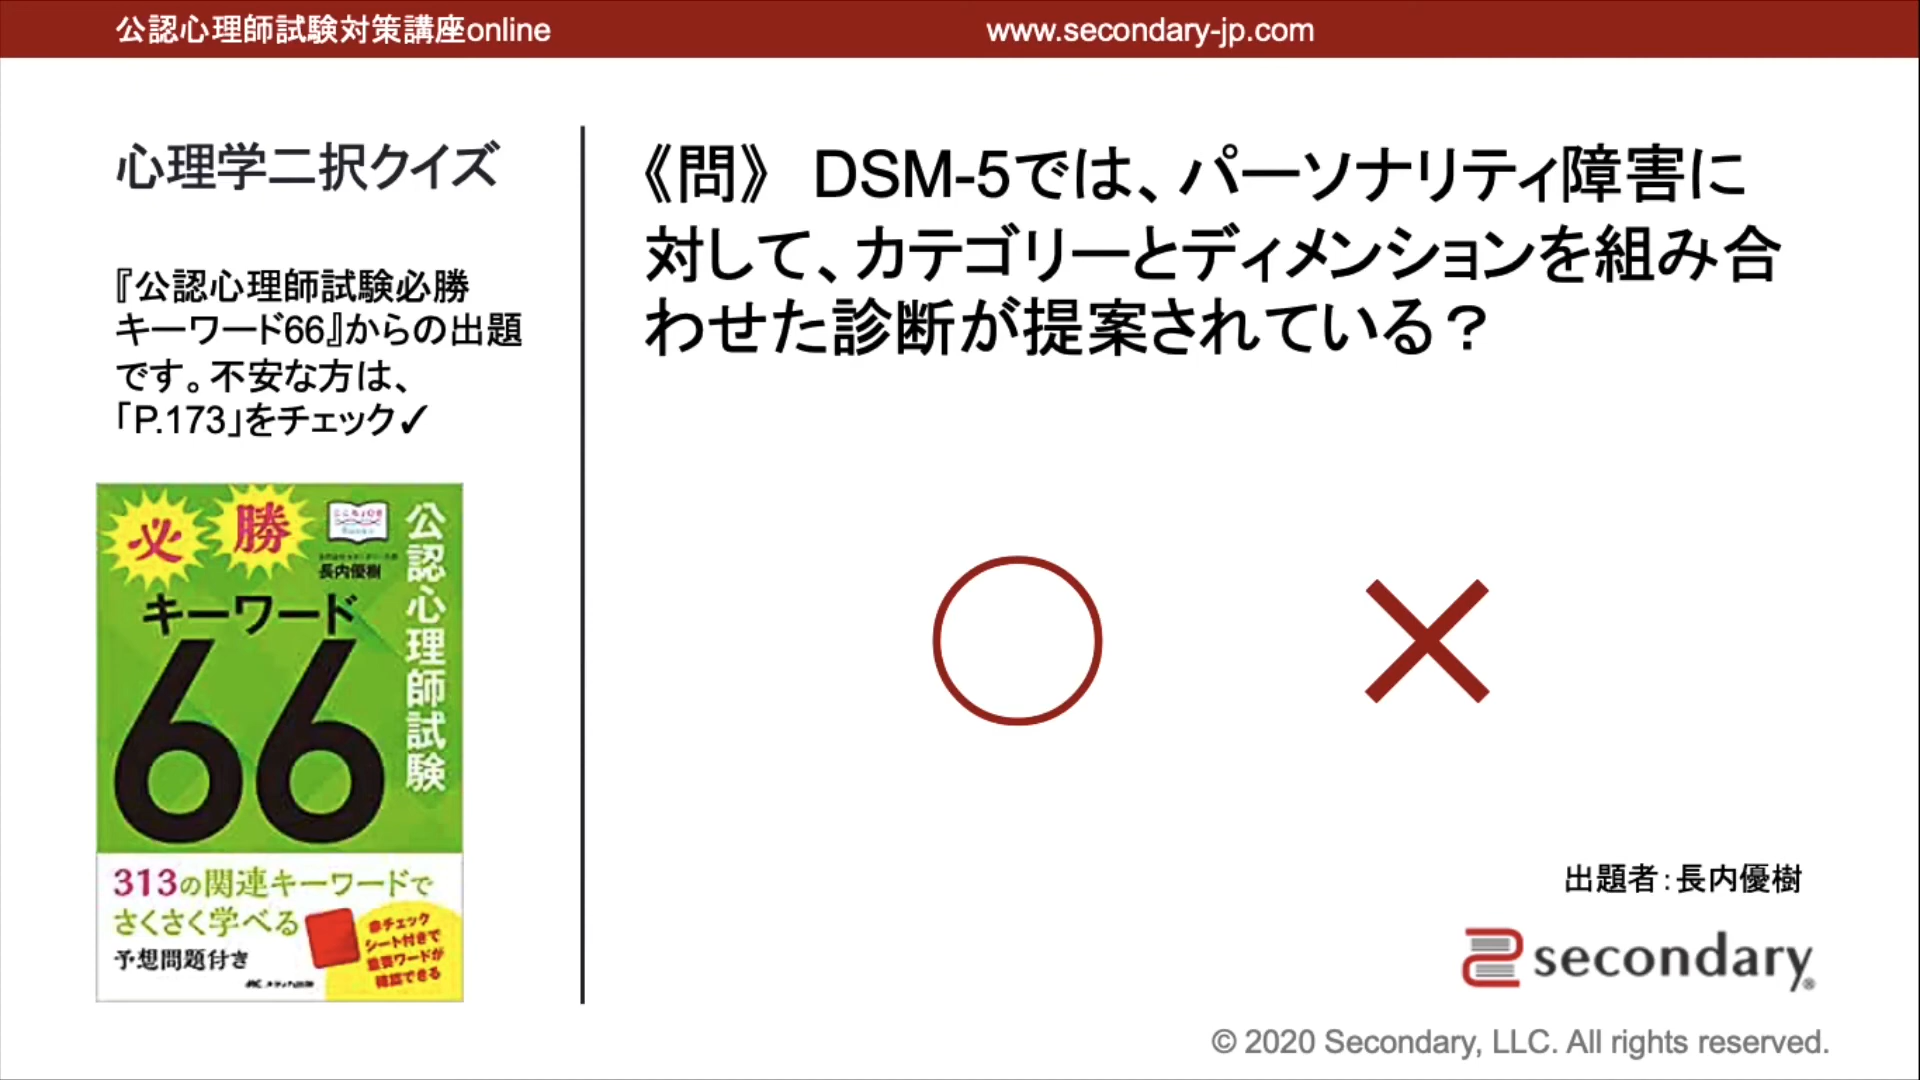 公認心理師試験対策講座online
www.secondary-jp.com
心理学二択クイズ
『公認心理師試験必勝
キーワード66』からの出題
です。不安な方は、
「P.173」をチェック✓
《問》 DSM-5では、パーソナリティ障害に
対して、カテゴリーとディメンションを組み合
わせた診断が提案されている？
必勝
長内優樹
公認心理師試験
キーワード
66
313の関連キーワードで
さくさく学べる
予想問題付き
赤チェック
シート付きで
重要ワードが
確認できる
出題者：長内優樹
secondary®
© 2020 Secondary, LLC. All rights reserved.